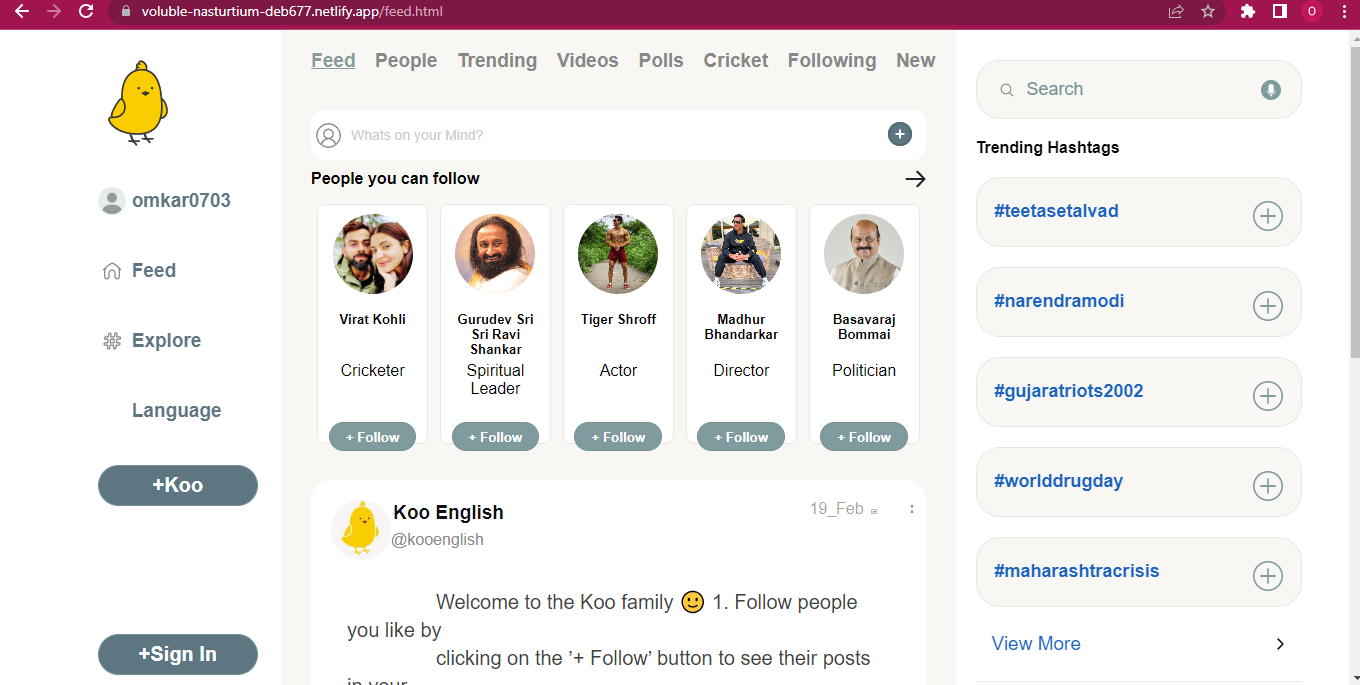 voluble-nasturtium-deb677.netlify.app/feed.html
O
omkar0703
Feed
Explore
Language
+Koo
+Sign In
Feed People Trending Videos Polls Cricket Following New
Whats on your Mind?
+
People you can follow
Virat Kohli
Cricketer
+ Follow
Gurudev Sri
Sri Ravi
Shankar
Spiritual
Leader
+ Follow
Tiger Shroff
Actor
+ Follow
Madhur
Bhandarkar
Director
+ Follow
Basavaraj
Bommai
Politician
+ Follow
Koo English
@kooenglish
19_Feb
Welcome to the Koo family 🙂 1. Follow people
you like by
clicking on the ’+ Follow’ button to see their posts
in your
Search
Trending Hashtags
#teetasetalvad
#narendramodi
#gujaratriots2002
#worlddrugday
#maharashtracrisis
View More